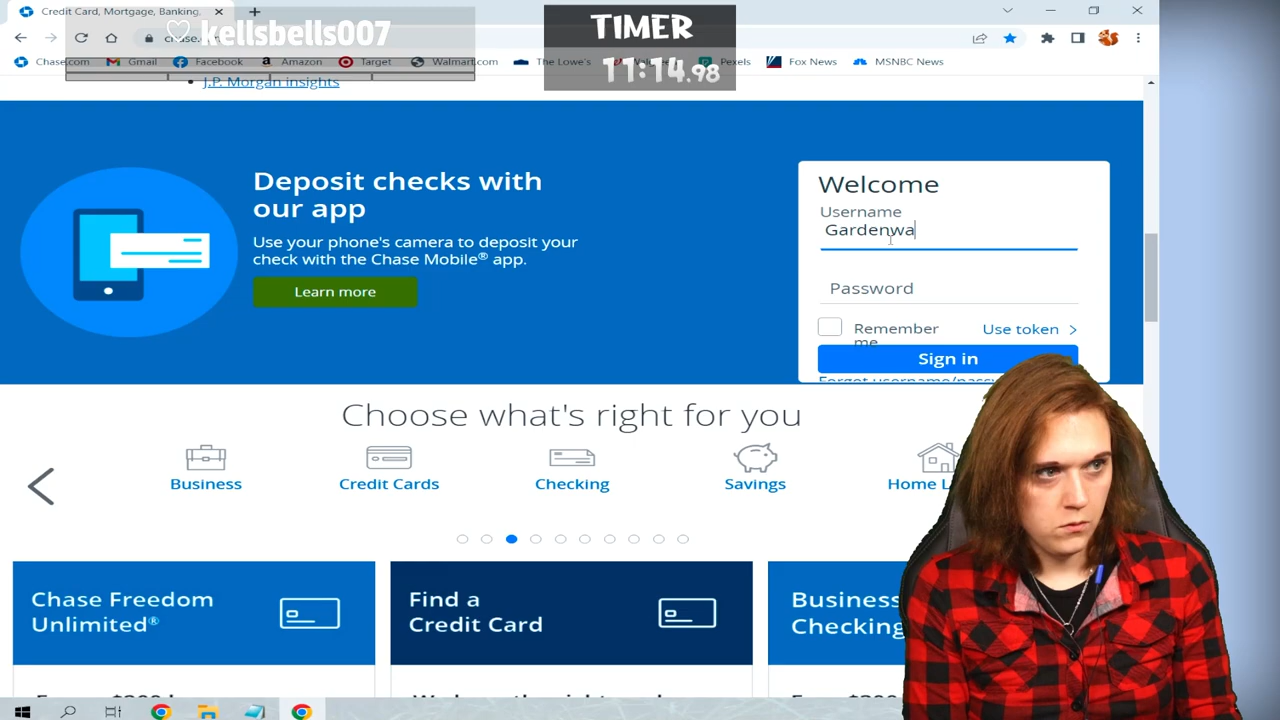 Credit Card, Mortgage, Banking,
kellsbells007
TIMER
11:14.98
Chase.com
Gmail
Facebook
Amazon
Target
Walmart.com
The Lowe's
Pexels
Fox News
MSNBC News
J.P. Morgan insights
Deposit checks with
our app
Use your phone's camera to deposit your
check with the Chase Mobile® app.
Learn more
Welcome
Username
Gardenwa
Password
Remember
me
Use token
Sign in
Choose what's right for you
Business
Credit Cards
Checking
Savings
Home L
Chase Freedom
Unlimited®
Find a
Credit Card
Business
Checking